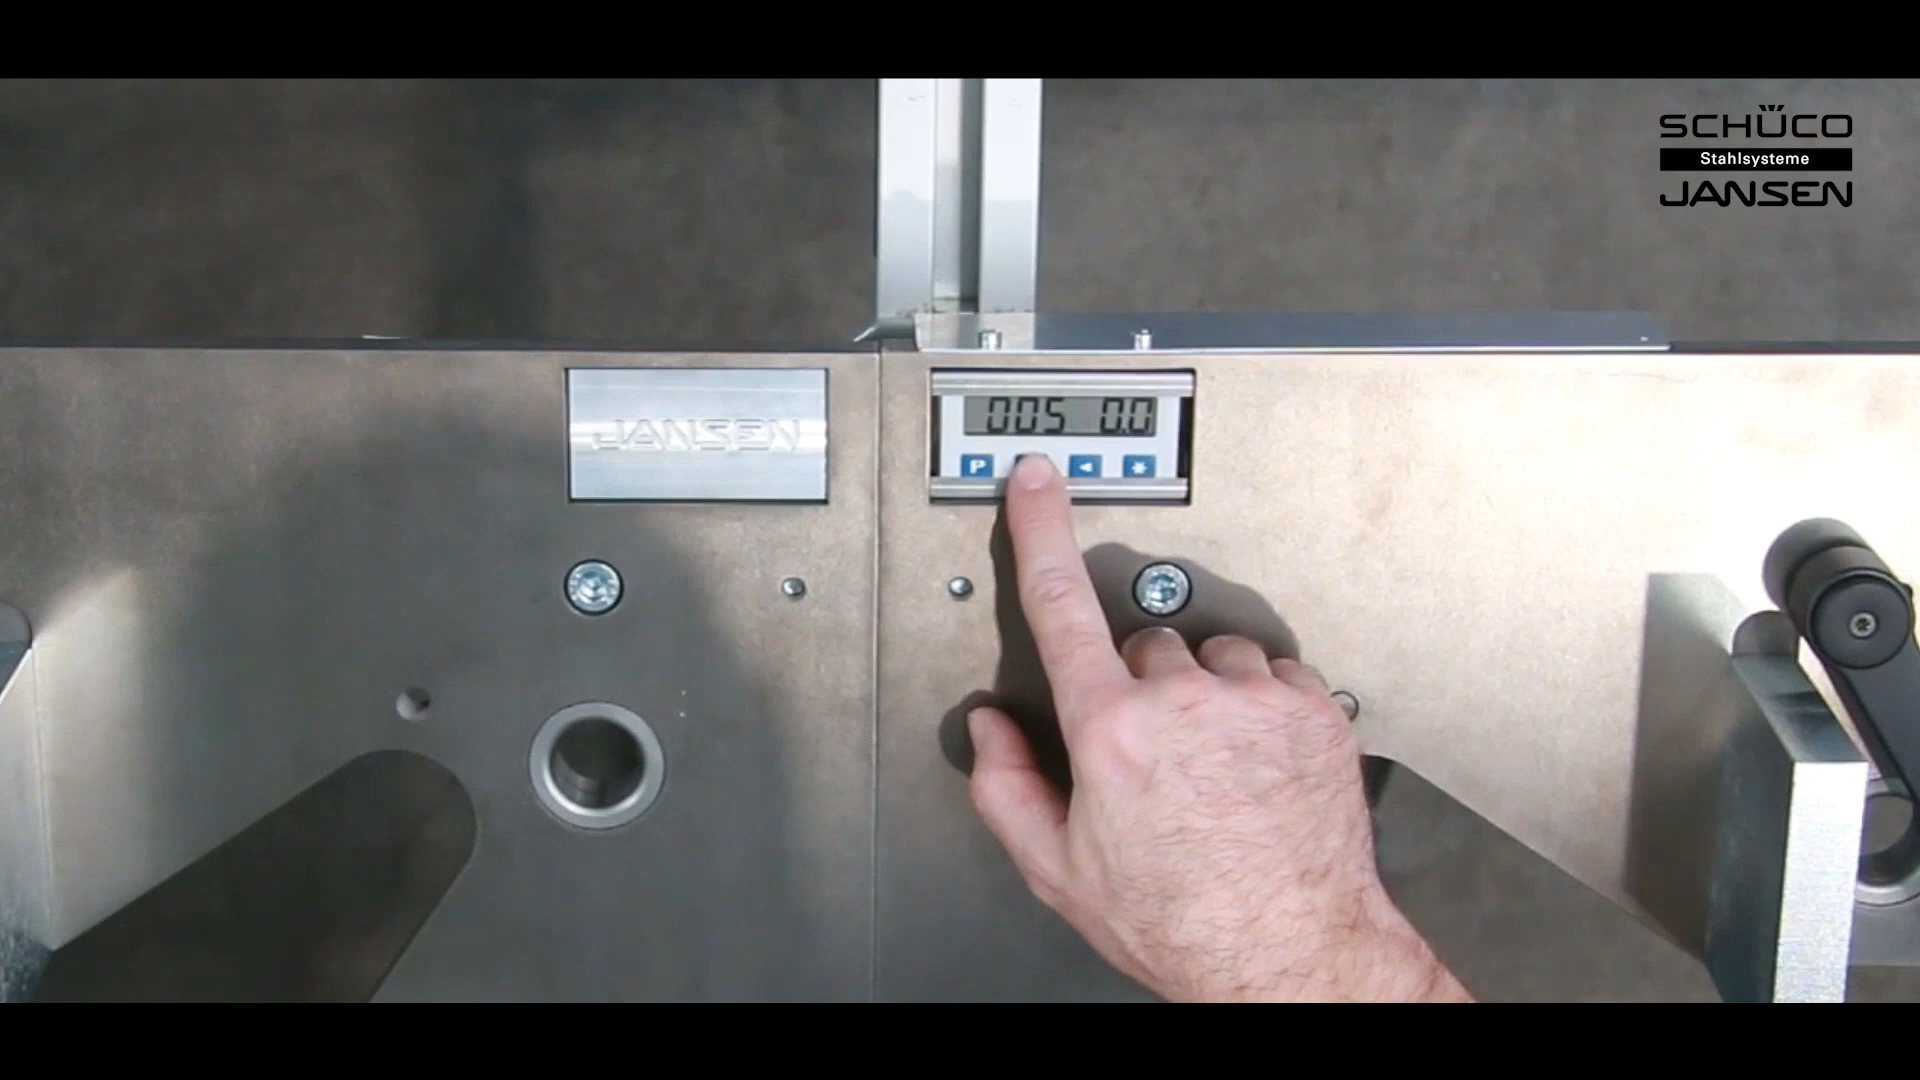 SCHÜCO
Stahlsysteme
JANSEN
JANSEN
005 0.0
P